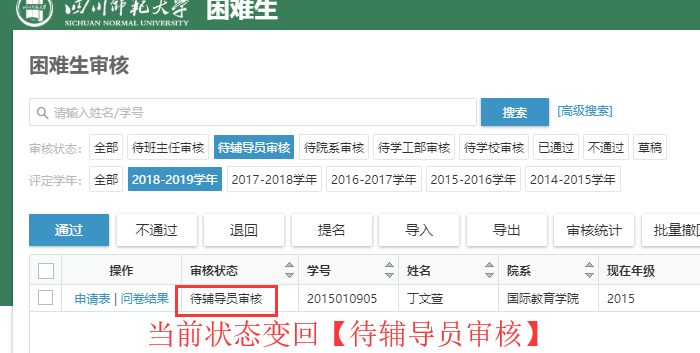 四川师范大学 困难生
SICHUAN NORMAL UNIVERSITY
困难生审核
请输入姓名/学号 搜索 [高级搜索]
审核状态: 全部 待班主任审核 待辅导员审核 待院系审核 待学工部审核 待学校审核 已通过 不通过 草稿
评定学年: 全部 2018-2019学年 2017-2018学年 2016-2017学年 2015-2016学年 2014-2015学年
通过 不通过 退回 提名 导入 导出 审核统计 批量撤回
操作 审核状态 学号 姓名 院系 现在年级
申请表 | 问卷结果 待辅导员审核 2015010905 丁文萱 国际教育学院 2015
当前状态变回【待辅导员审核】